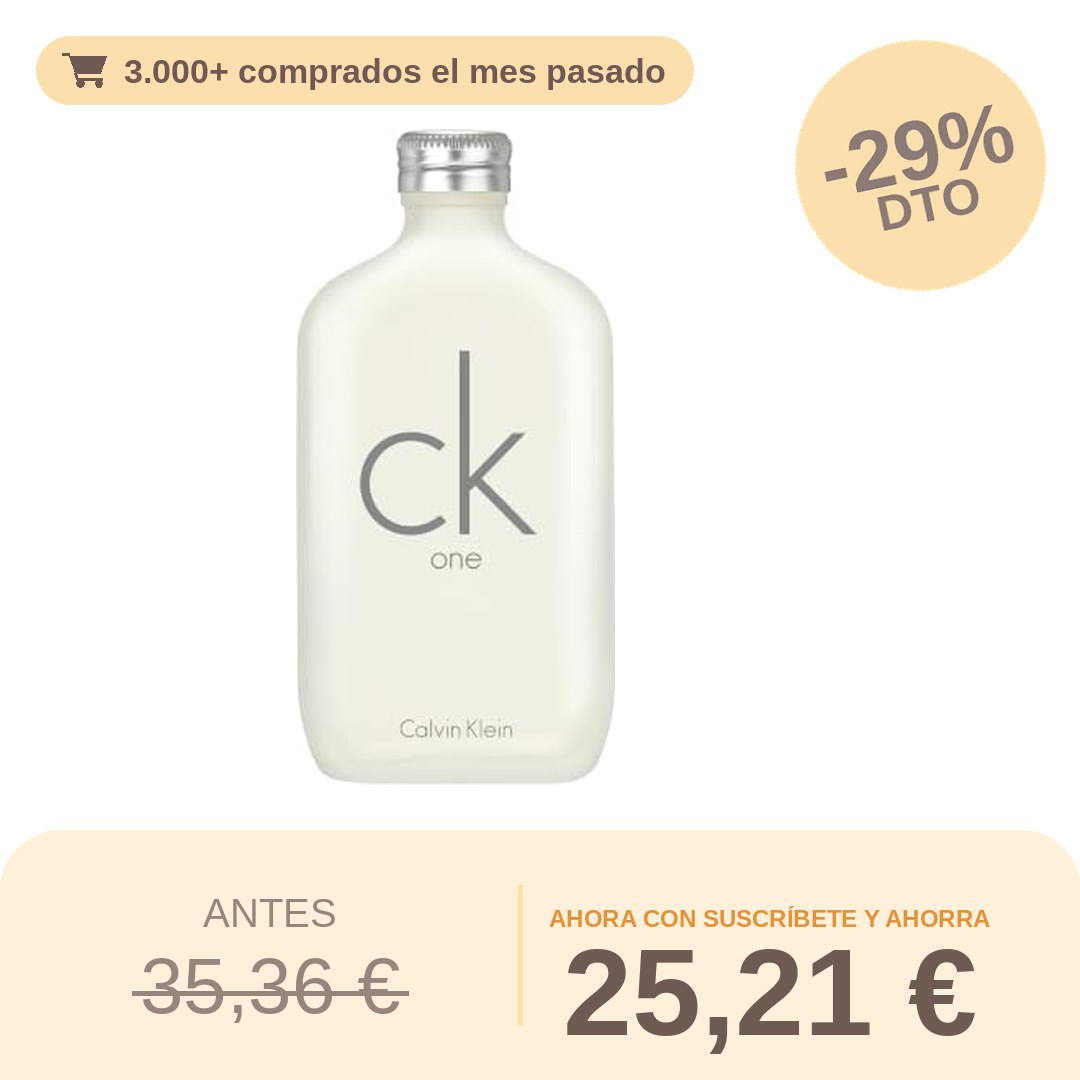 3.000+ comprados el mes pasado
-29%
DTO
ck
one
Calvin Klein
ANTES
35,36 €
AHORA CON SUSCRÍBETE Y AHORRA
25,21 €